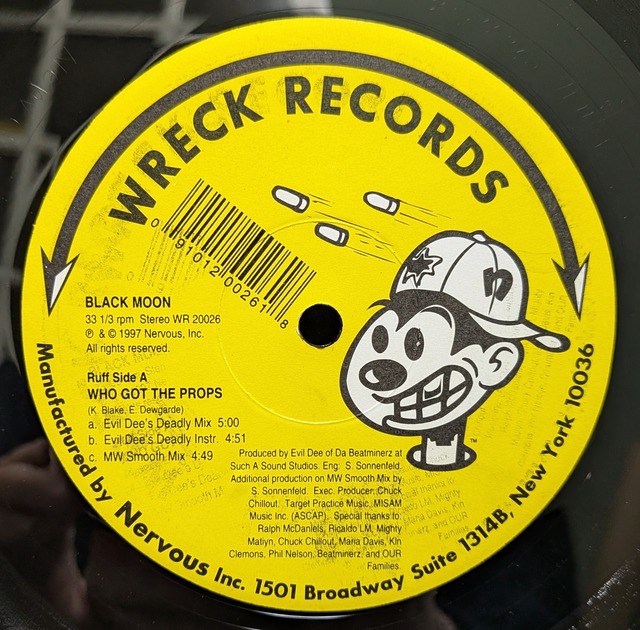 WRECK RECORDS
0 91012 00261 8
BLACK MOON
33 1/3 rpm Stereo WR 20026
℗ & © 1997 Nervous, Inc.
All rights reserved.
Ruff Side A
WHO GOT THE PROPS
(K. Blake, E. Dewgarde)
a. Evil Dee's Deadly Mix 5:00
b. Evil Dee's Deadly Instr. 4:51
c. MW Smooth Mix 4:49
Produced by Evil Dee of Da Beatminerz at
Such A Sound Studios. Eng: S. Sonnenfeld.
Additional production on MW Smooth Mix by
S. Sonnenfeld. Exec. Producer: Chuck
Chillout. Target Practice Music, MISAM
Music Inc. (ASCAP). Special thanks to:
Ralph McDaniels, Ricaldo LM, Mighty
Matiyn, Chuck Chillout, Maria Davis, KIn
Clemons, Phil Nelson, Beatminerz, and OUR
Families.
n
TM
Manufactured by Nervous Inc. 1501 Broadway Suite 1314B, New York 10036